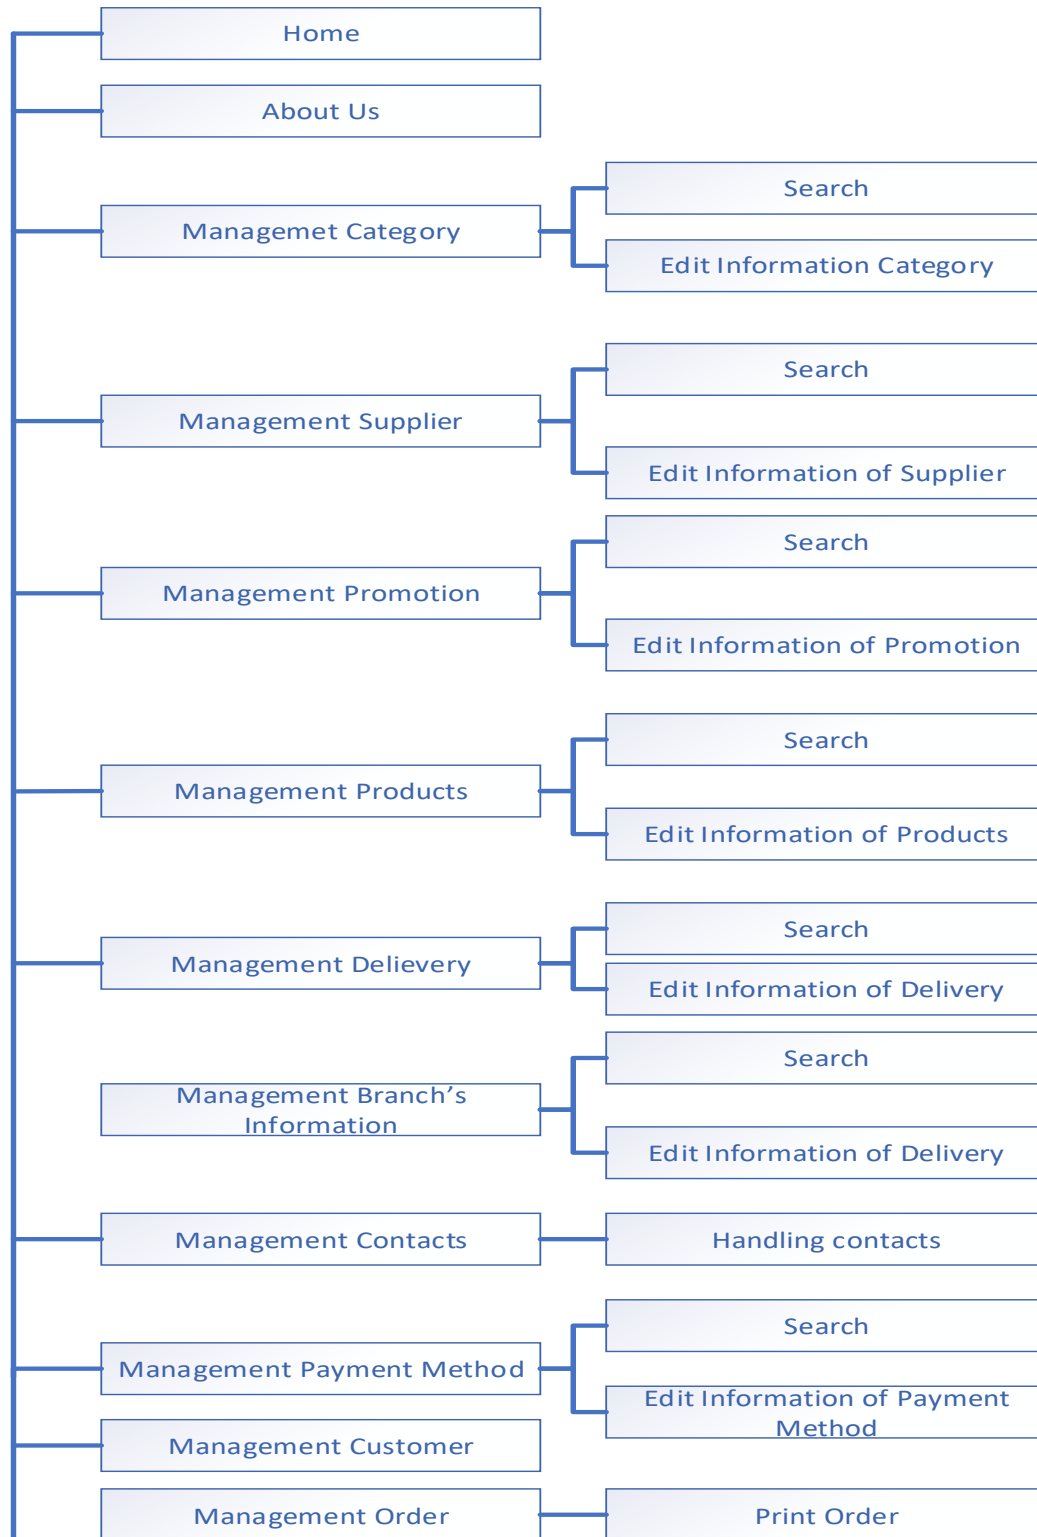 Home
About Us
Managemet Category
Search
Edit Information Category
Management Supplier
Search
Edit Information of Supplier
Management Promotion
Search
Edit Information of Promotion
Management Products
Search
Edit Information of Products
Management Delievery
Search
Edit Information of Delivery
Management Branch’s
Information
Search
Edit Information of Delivery
Management Contacts
Handling contacts
Management Payment Method
Search
Edit Information of Payment
Method
Management Customer
Management Order
Print Order